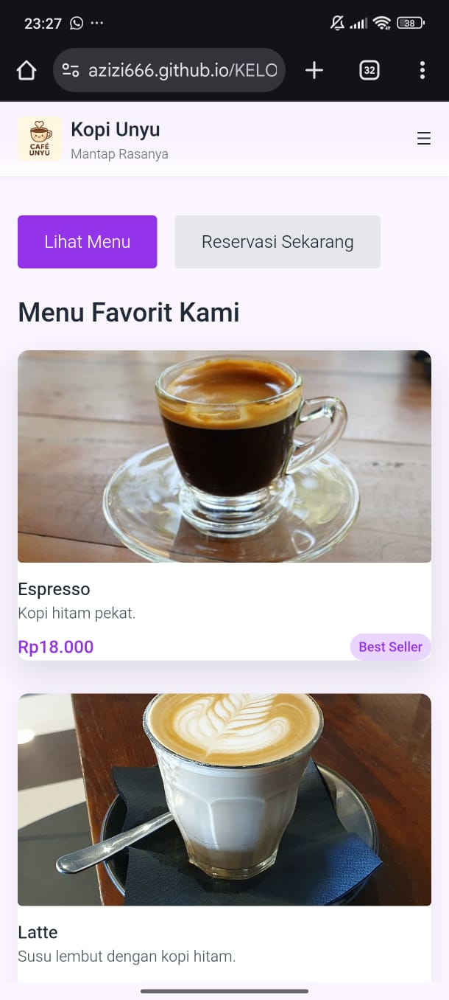 23:27
38
azizi666.github.io/KELO
32
CAFÉ
UNYU
Kopi Unyu
Mantap Rasanya
Lihat Menu
Reservasi Sekarang
Menu Favorit Kami
Espresso
Kopi hitam pekat.
Rp18.000
Best Seller
Latte
Susu lembut dengan kopi hitam.